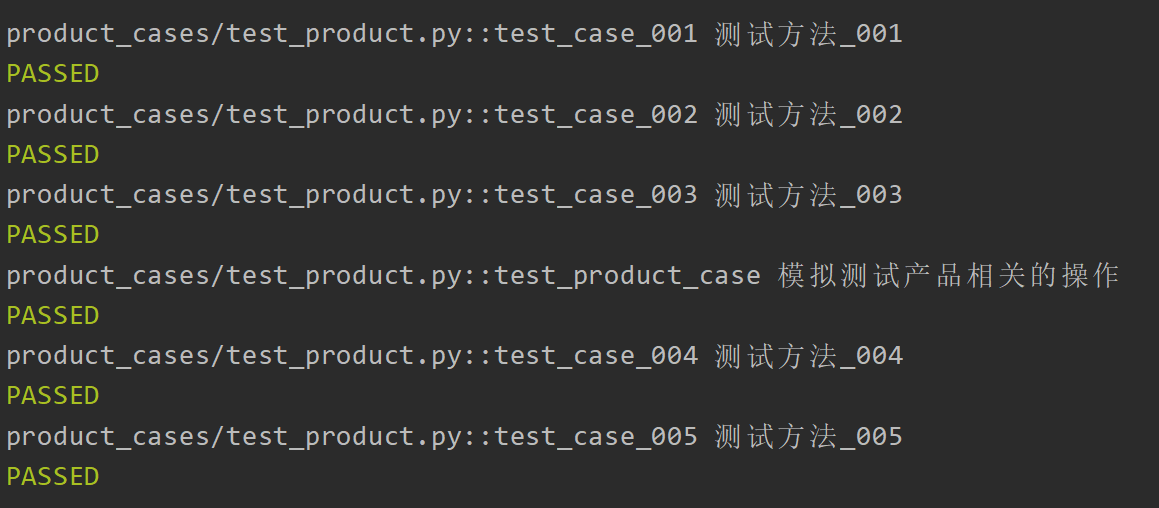 product_cases/test_product.py::test_case_001 测试方法_001
PASSED
product_cases/test_product.py::test_case_002 测试方法_002
PASSED
product_cases/test_product.py::test_case_003 测试方法_003
PASSED
product_cases/test_product.py::test_product_case 模拟测试产品相关的操作
PASSED
product_cases/test_product.py::test_case_004 测试方法_004
PASSED
product_cases/test_product.py::test_case_005 测试方法_005
PASSED